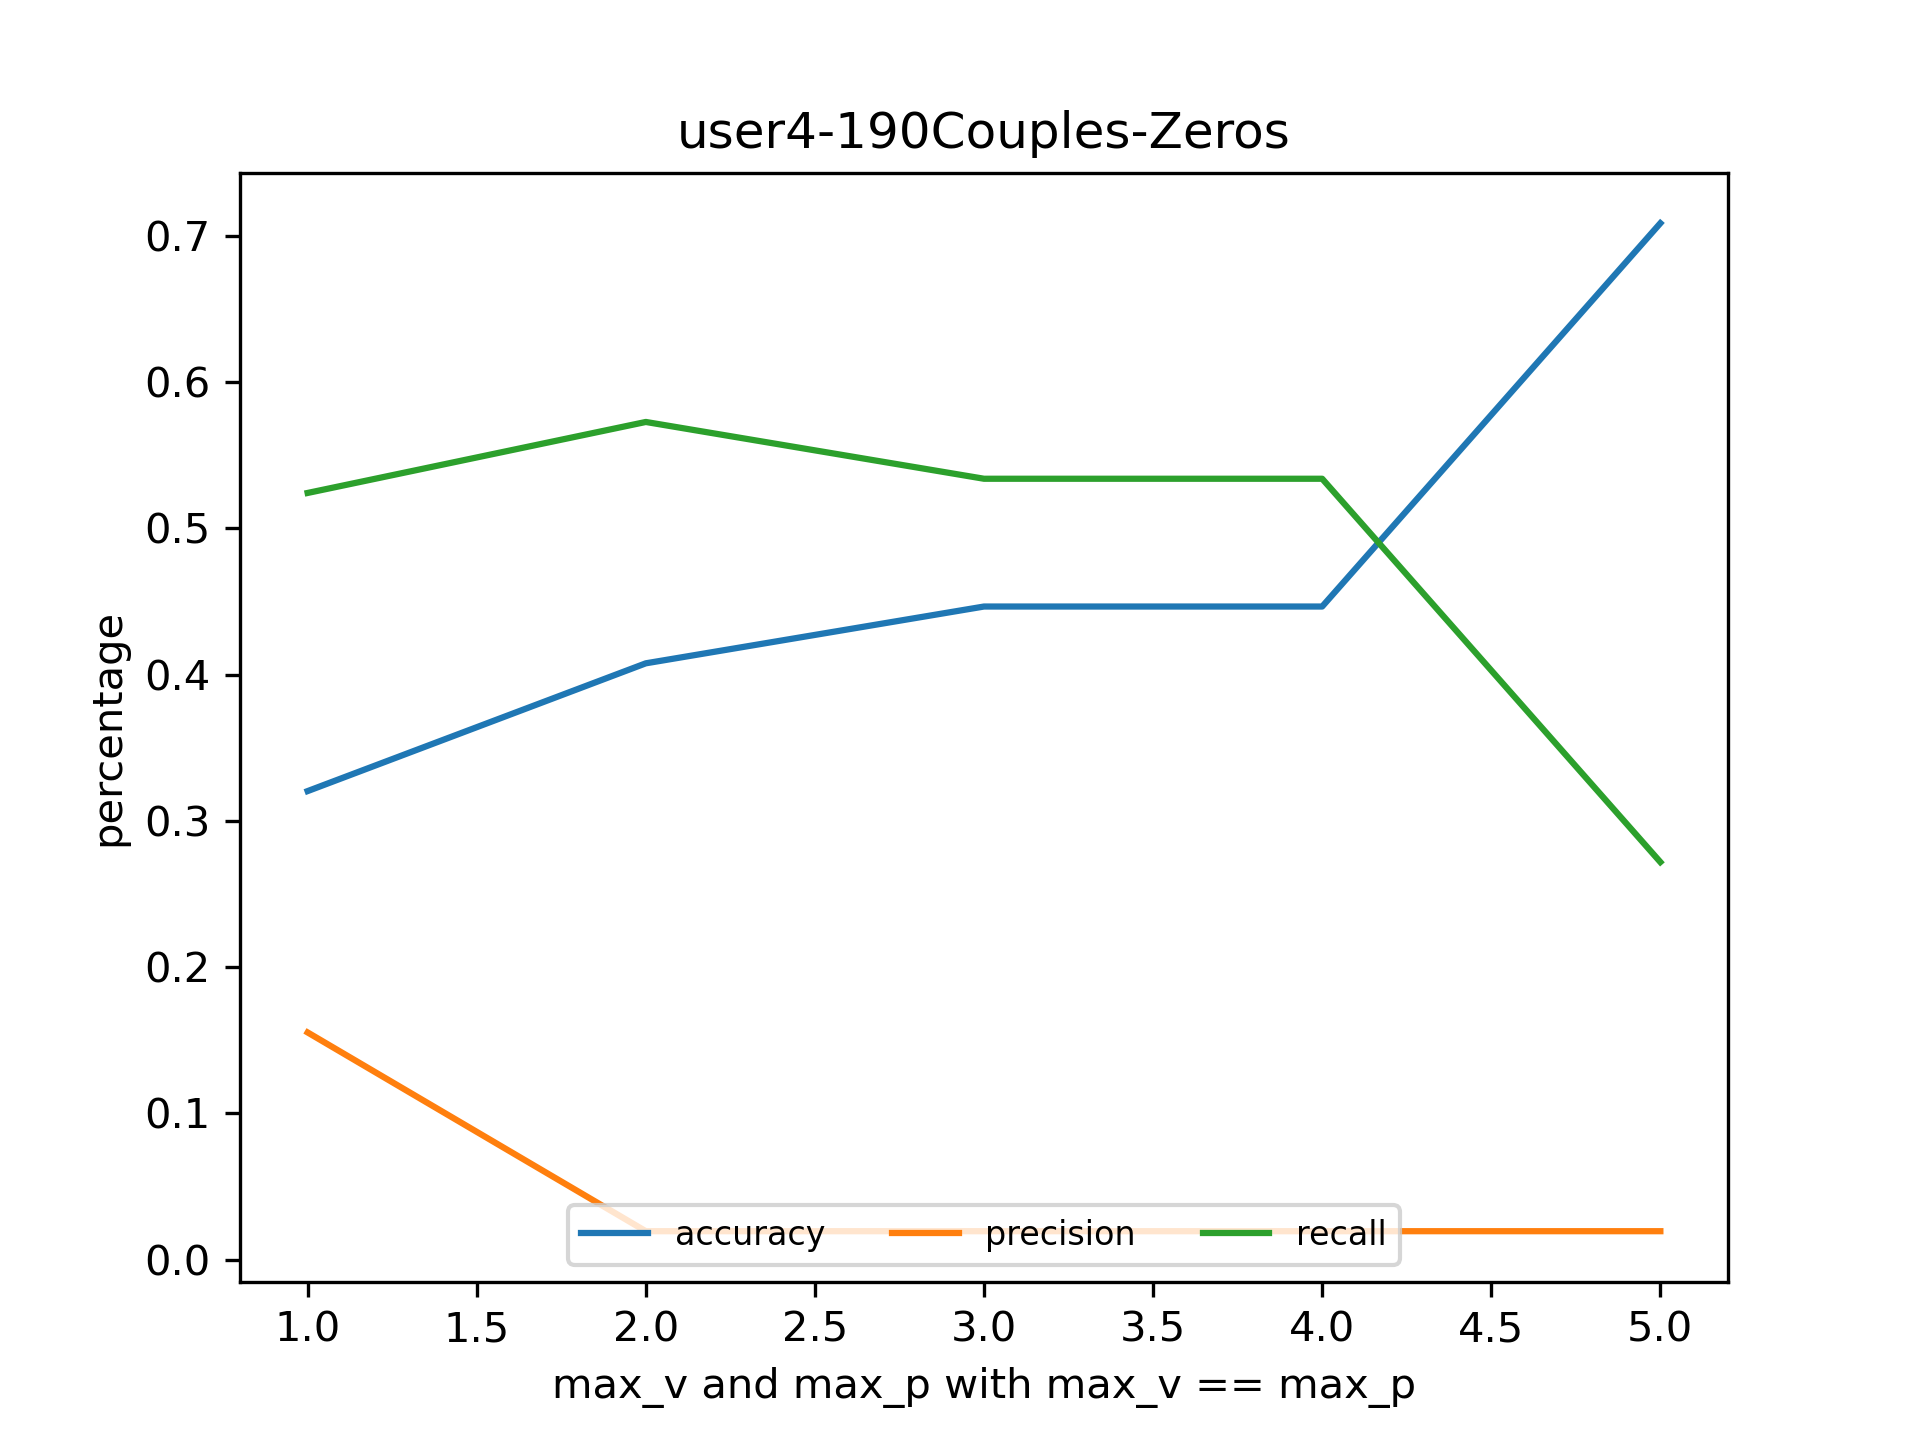 user4-190Couples-Zeros
percentage
0.7
0.6
0.5
0.4
0.3
0.2
0.1
0.0
accuracy precision recall
1.0 1.5 2.0 2.5 3.0 3.5 4.0 4.5 5.0
max_v and max_p with max_v == max_p